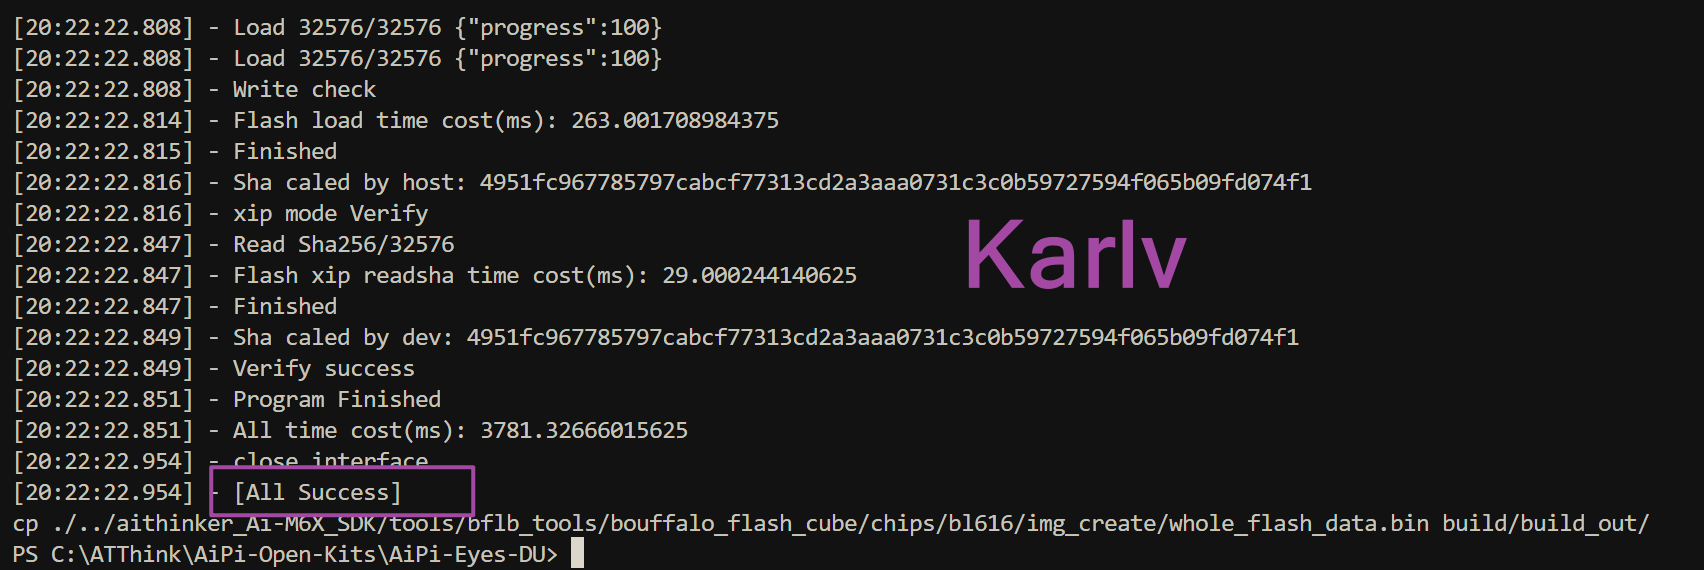 [20:22:22.808] - Load 32576/32576 {"progress":100}
[20:22:22.808] - Load 32576/32576 {"progress":100}
[20:22:22.808] - Write check
[20:22:22.814] - Flash load time cost(ms): 263.001708984375
[20:22:22.815] - Finished
[20:22:22.816] - Sha caled by host: 4951fc967785797cabcf77313cd2a3aaa0731c3c0b59727594f065b09fd074f1
[20:22:22.816] - xip mode Verify
[20:22:22.847] - Read Sha256/32576
Karlv
[20:22:22.847] - Flash xip readsha time cost(ms): 29.000244140625
[20:22:22.847] - Finished
[20:22:22.849] - Sha caled by dev: 4951fc967785797cabcf77313cd2a3aaa0731c3c0b59727594f065b09fd074f1
[20:22:22.849] - Verify success
[20:22:22.851] - Program Finished
[20:22:22.851] - All time cost(ms): 3781.32666015625
[20:22:22.954] - close interface
[20:22:22.954] - [All Success]
cp ./../aithinker_Ai-M6X_SDK/tools/bflb_tools/bouffalo_flash_cube/chips/bl616/img_create/whole_flash_data.bin build/build_out/
PS C:\ATThink\AiPi-Open-Kits\AiPi-Eyes-DU>